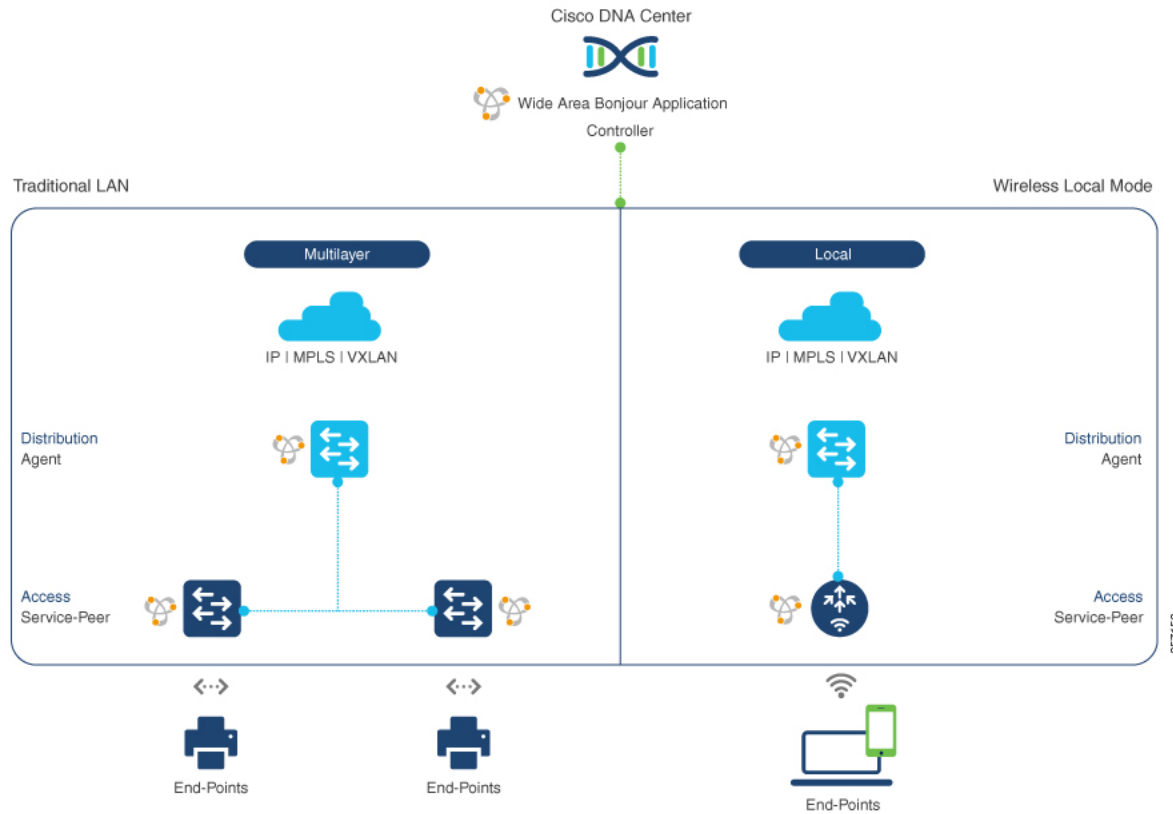 Cisco DNA Center
Wide Area Bonjour Application
Controller
Traditional LAN
Wireless Local Mode
Multilayer
Local
IP | MPLS | VXLAN
IP | MPLS | VXLAN
Distribution
Agent
Distribution
Agent
Access
Service-Peer
Access
Service-Peer
End-Points
End-Points
End-Points